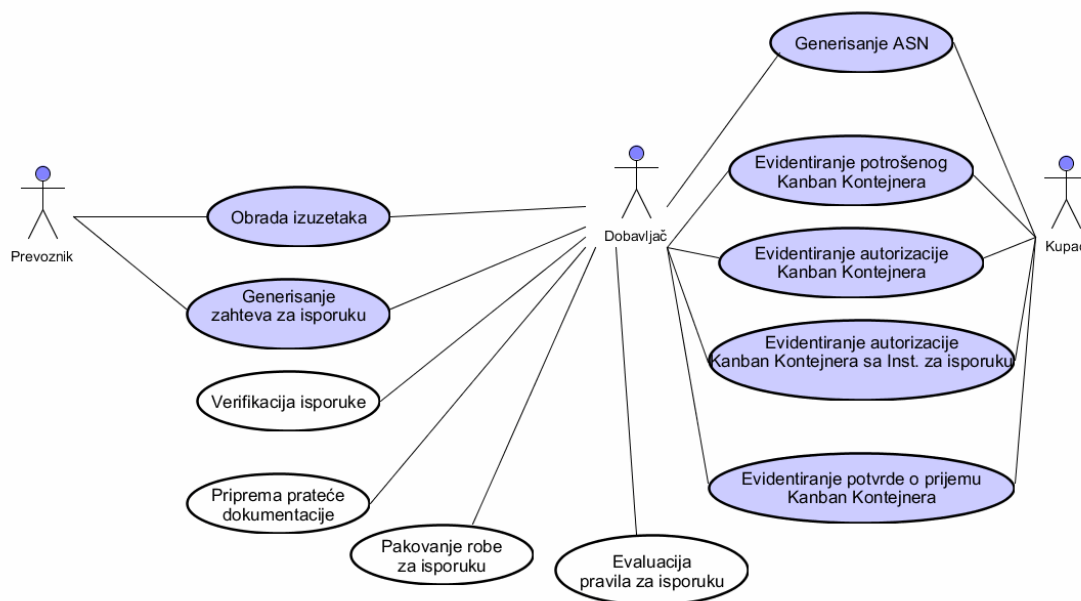 Generisanje ASN
Evidentiranje potrošenog
Kanban Kontejnera
Prevoznik
Obrada izuzetaka
Dobavljač
Kupac
Evidentiranje autorizacije
Kanban Kontejnera
Generisanje
zahteva za isporuku
Evidentiranje autorizacije
Kanban Kontejnera sa Inst. za isporuku
Verifikacija isporuke
Evidentiranje potvrde o prijemu
Kanban Kontejnera
Priprema prateće
dokumentacije
Pakovanje robe
za isporuku
Evaluacija
pravila za isporuku